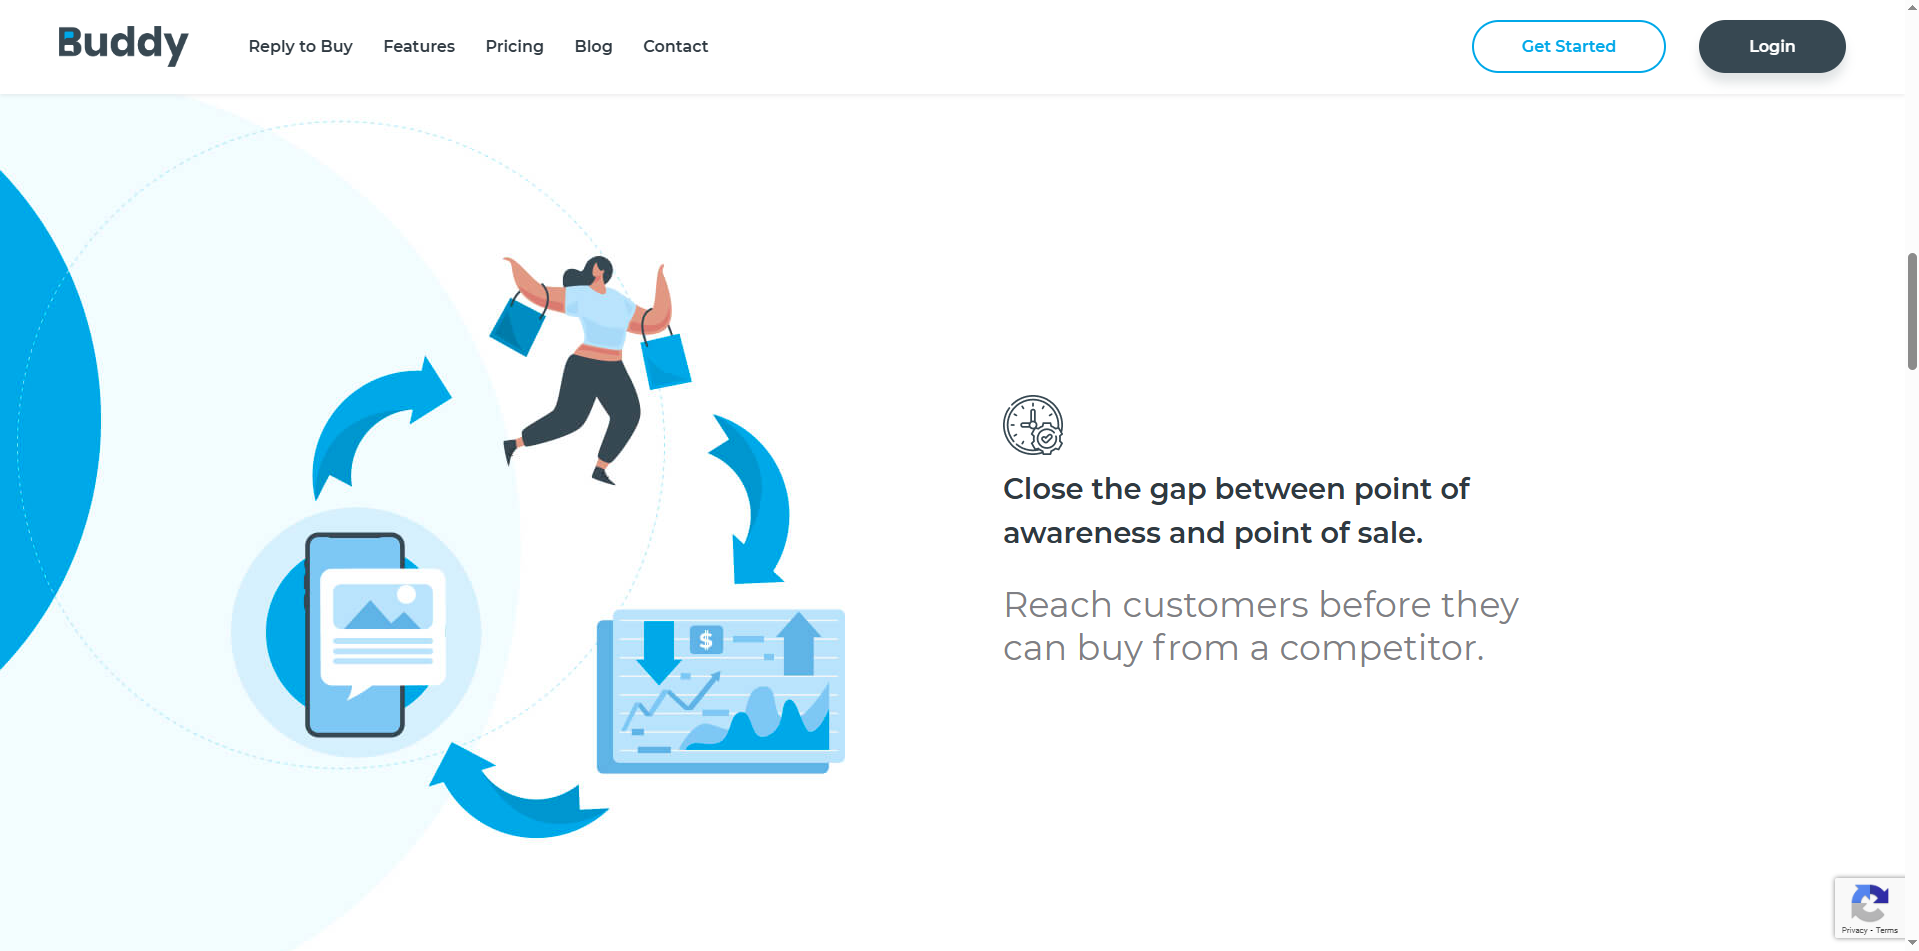 Buddy
Reply to Buy
Features
Pricing
Blog
Contact
Get Started
Login
$
Close the gap between point of
awareness and point of sale.
Reach customers before they
can buy from a competitor.
Privacy - Terms